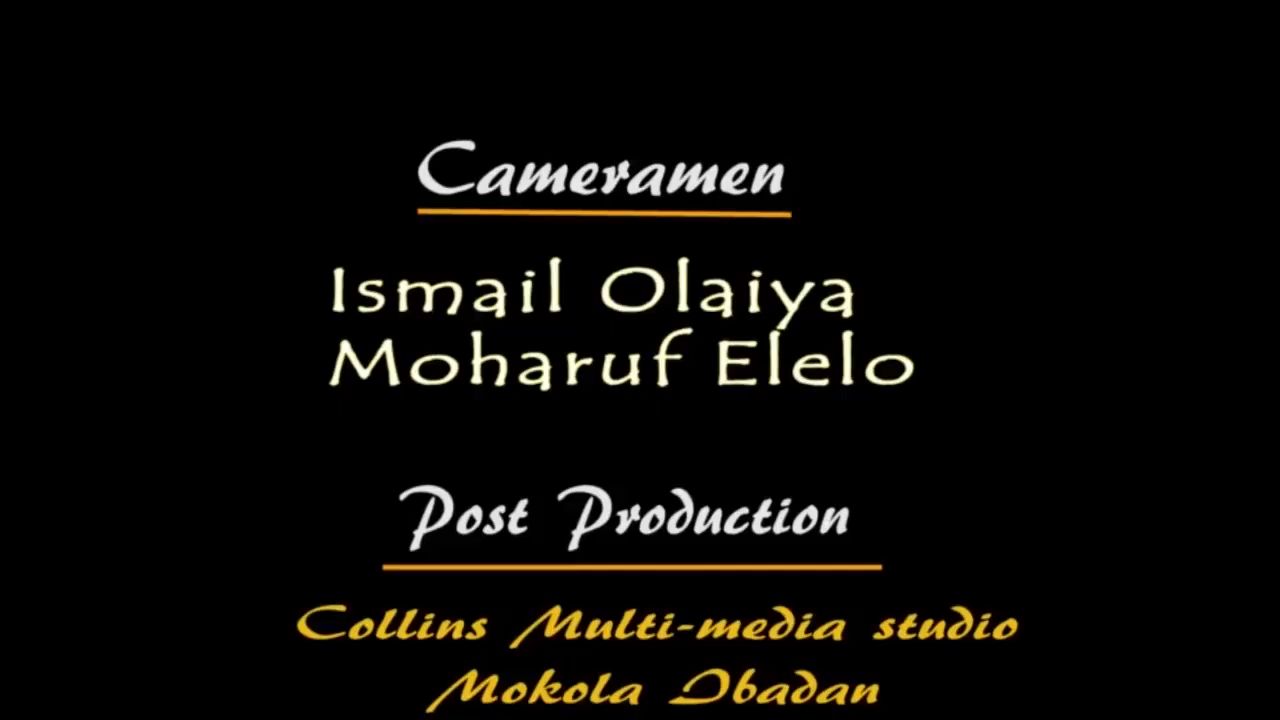 Cameramen
Ismail Olaiya
Moharuf Elelo
Post Production
Collins Multi-media studio
Mokola Ibadan